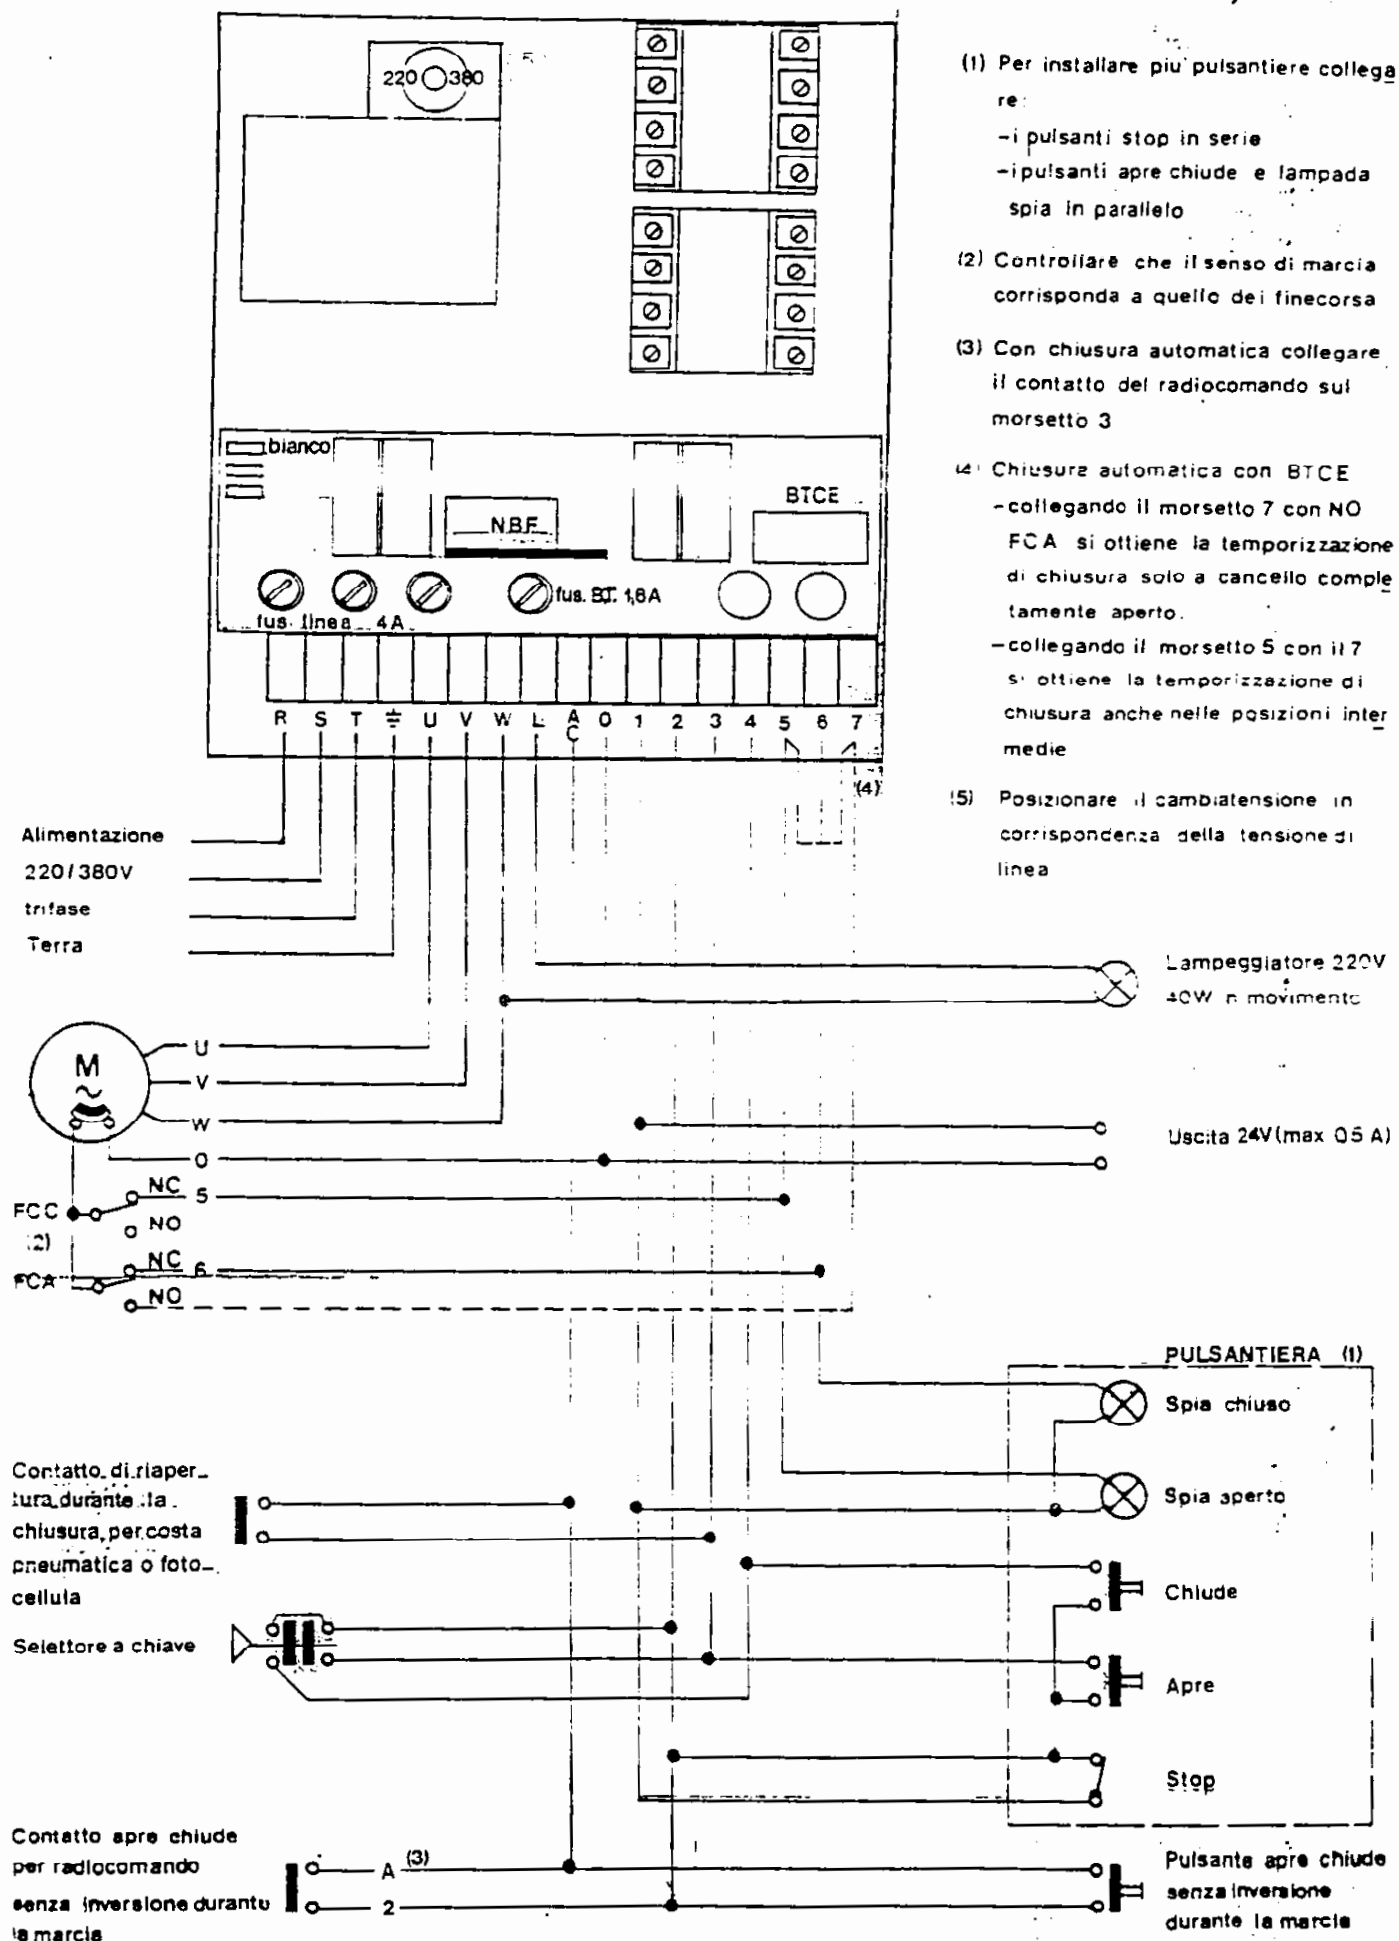 (1) Per installare piu' pulsantiere collega
re:
-i pulsanti stop in serie
-i pulsanti apre chiude e lampada
spia in parallelo
(2) Controllare che il senso di marcia
corrisponda a quello dei finecorsa
(3) Con chiusura automatica collegare
il contatto del radiocomando sul
morsetto 3
(4) Chiusura automatica con BTCE
-collegando il morsetto 7 con NO
FCA si ottiene la temporizzazione
di chiusura solo a cancello comple
tamente aperto.
-collegando il morsetto 5 con il 7
si ottiene la temporizzazione di
chiusura anche nelle posizioni inter
medie
(5) Posizionare il cambiatensione in
corrispondenza della tensione di
linea
220 380
bianco
N.B.F.
BTCE
fus. B.T. 1,6A
fus. linea 4A
R S T U V W L AC 0 1 2 3 4 5 6 7
(4)
Alimentazione
220/380V
trifase
Terra
Lampeggiatore 220V
40W in movimento
M
~
U
V
W
0
Uscita 24V (max 0.5 A)
FCC
(2)
NC 5
NO
FCA
NC 6
NO
PULSANTIERA (1)
Spia chiuso
Spia aperto
Chiude
Apre
Stop
Contatto di riaper-
tura durante la
chiusura, per costa
pneumatica o foto-
cellula
Selettore a chiave
Contatto apre chiude
per radiocomando
senza inversione durante
la marcia
A (3)
2
Pulsante apre chiude
senza inversione
durante la marcia